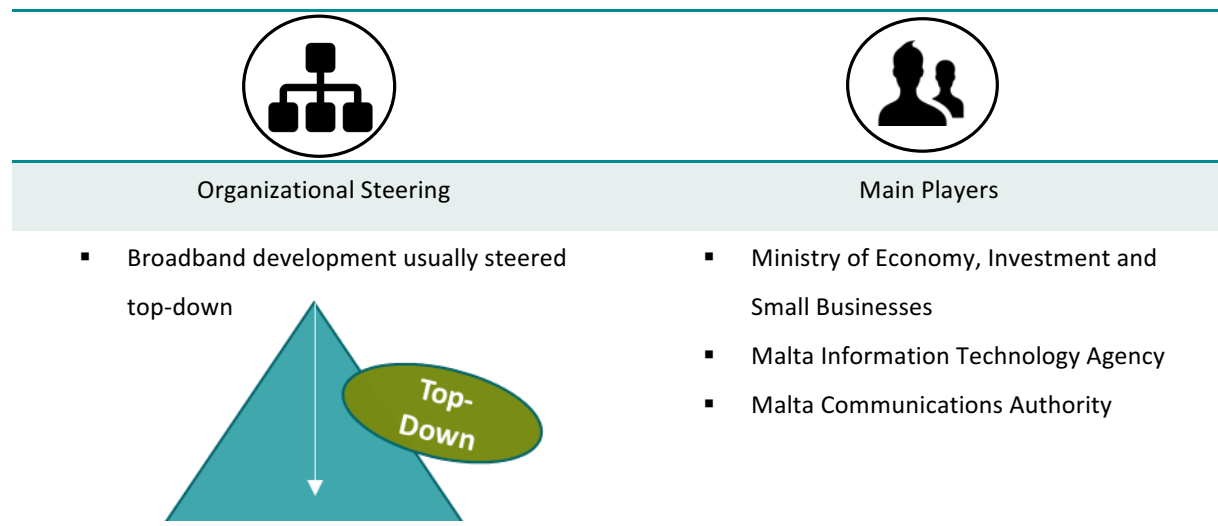 Organizational Steering
Main Players
▪ Broadband development usually steered
top-down
Top-
Down
▪ Ministry of Economy, Investment and
Small Businesses
▪ Malta Information Technology Agency
▪ Malta Communications Authority